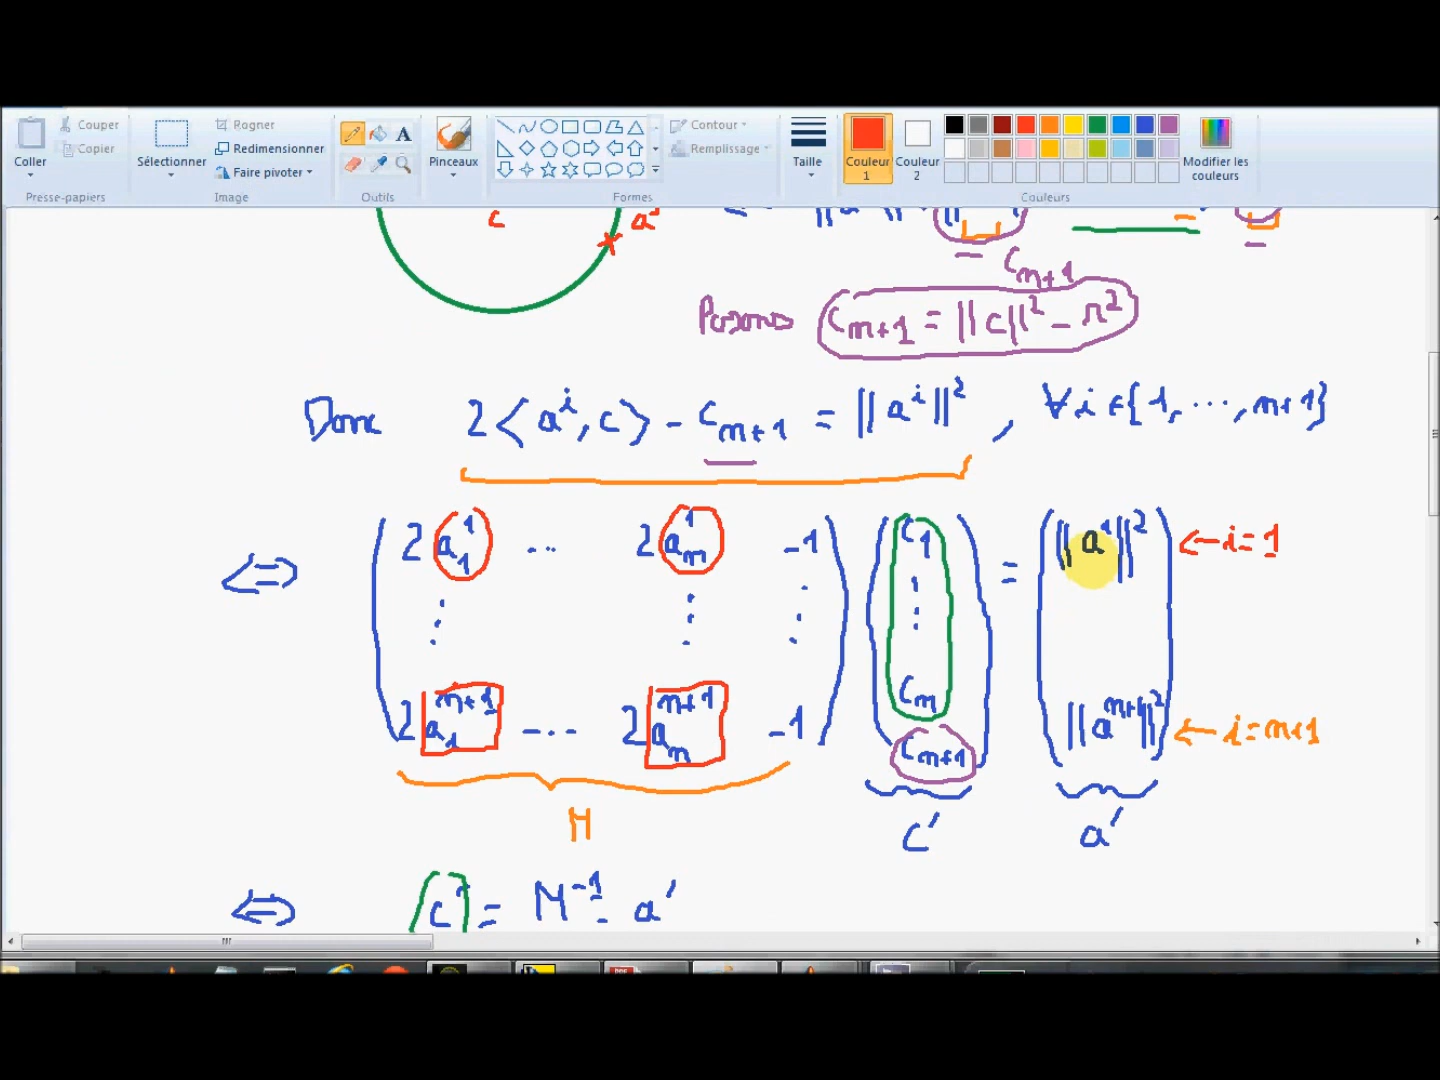 Coller
Couper
Copier
Presse-papiers
Sélectionner
Rogner
Redimensionner
Faire pivoter
Image
A
Outils
Pinceaux
Contour
Remplissage
Formes
Taille
Couleur 1
Couleur 2
Modifier les couleurs
Couleurs
c a
C_{n+1}
Posons C_{n+1} = ||c||² - r²
Donc 2<a^i, c> - C_{n+1} = ||a^i||², ∀i∈{1, ..., n+1}
⇔ ( 2a_1^1 ... 2a_n^1 -1 ) ( C_1 ) = ( ||a^1||² ) ← i=1
⋮ ⋮ ⋮ ⋮
( 2a_1^{n+1} ... 2a_n^{n+1} -1 ) ( C_n ) ( ||a^{n+1}||² ) ← i=n+1
C_{n+1}
M c' a'
⇔ c' = M^{-1} a'